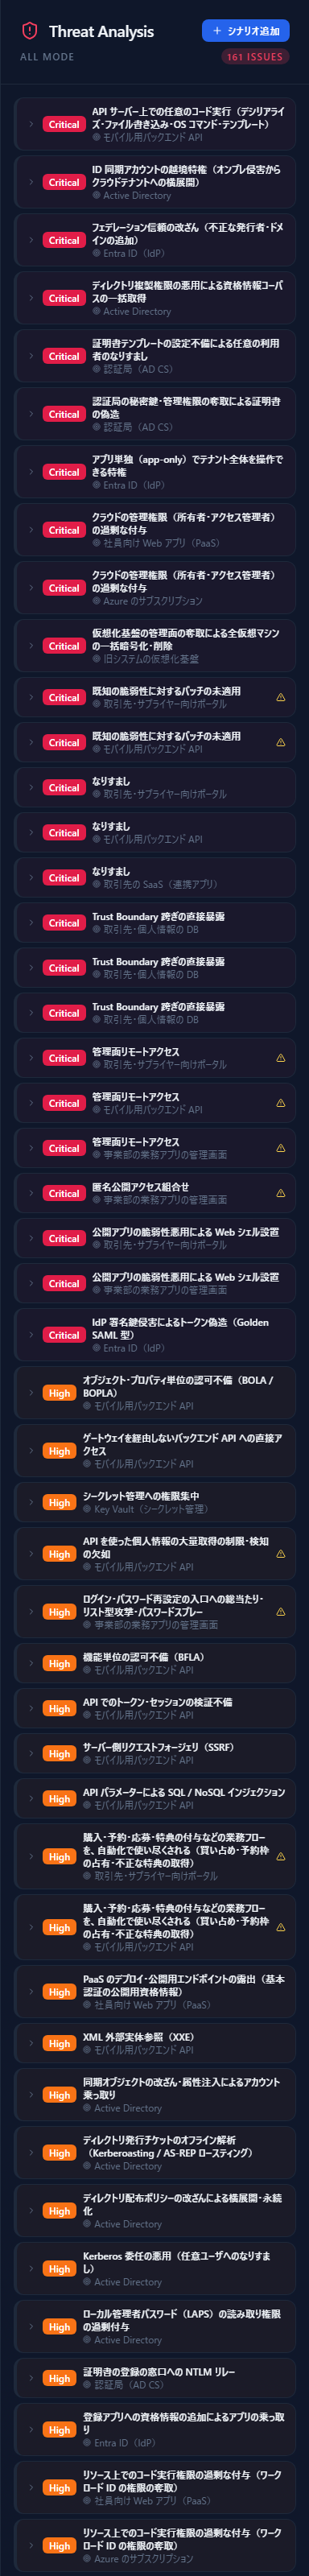 Threat Analysis
+ シナリオ追加
ALL MODE
161 ISSUES
Critical
API サーバー上での任意のコード実行（デシリアライ
ズ・ファイル書き込み・OS コマンド・テンプレート）
モバイル用バックエンド API
Critical
ID 同期アカウントの越境特権（オンプレ侵害から
クラウドテナントへの横展開）
Active Directory
Critical
フェデレーション信頼の改ざん（不正な発行者・ドメ
インの追加）
Entra ID（IdP）
Critical
ディレクトリ複製権限の悪用による資格情報コーパ
スの一括取得
Active Directory
Critical
証明書テンプレートの設定不備による任意の利用
者のなりすまし
認証局（AD CS）
Critical
認証局の秘密鍵・管理権限の奪取による証明書
の偽造
認証局（AD CS）
Critical
アプリ単独（app-only）でテナント全体を操作で
きる特権
Entra ID（IdP）
Critical
クラウドの管理権限（所有者・アクセス管理者）
の過剰な付与
社員向け Web アプリ（PaaS）
Critical
クラウドの管理権限（所有者・アクセス管理者）
の過剰な付与
Azure のサブスクリプション
Critical
仮想化基盤の管理面の奪取による全仮想マシン
の一括暗号化・削除
旧システムの仮想化基盤
Critical
既知の脆弱性に対するパッチの未適用
取引先・サプライヤー向けポータル
Critical
既知の脆弱性に対するパッチの未適用
モバイル用バックエンド API
Critical
なりすまし
取引先・サプライヤー向けポータル
Critical
なりすまし
モバイル用バックエンド API
Critical
なりすまし
取引先の SaaS（連携アプリ）
Critical
Trust Boundary 跨ぎの直接暴露
取引先・個人情報の DB
Critical
Trust Boundary 跨ぎの直接暴露
取引先・個人情報の DB
Critical
Trust Boundary 跨ぎの直接暴露
取引先・個人情報の DB
Critical
管理面リモートアクセス
取引先・サプライヤー向けポータル
Critical
管理面リモートアクセス
モバイル用バックエンド API
Critical
管理面リモートアクセス
事業部の業務アプリの管理画面
Critical
匿名公開アクセス組合せ
事業部の業務アプリの管理画面
Critical
公開アプリの脆弱性悪用による Web シェル設置
取引先・サプライヤー向けポータル
Critical
公開アプリの脆弱性悪用による Web シェル設置
事業部の業務アプリの管理画面
Critical
IdP 署名鍵侵害によるトークン偽造（Golden
SAML 型）
Entra ID（IdP）
High
オブジェクト・プロパティ単位の認可不備（BOLA /
BOPLA）
モバイル用バックエンド API
High
ゲートウェイを経由しないバックエンド API への直接ア
クセス
モバイル用バックエンド API
High
シークレット管理への権限集中
Key Vault（シークレット管理）
High
API を使った個人情報の大量取得の制限・検知
の欠如
モバイル用バックエンド API
High
ログイン・パスワード再設定の入口への総当たり・
リスト型攻撃・パスワードスプレー
事業部の業務アプリの管理画面
High
機能単位の認可不備（BFLA）
モバイル用バックエンド API
High
API でのトークン・セッションの検証不備
モバイル用バックエンド API
High
サーバー側リクエストフォージェリ（SSRF）
モバイル用バックエンド API
High
API パラメーターによる SQL / NoSQL インジェクション
モバイル用バックエンド API
High
購入・予約・応募・特典の付与などの業務フロー
を、自動化で使い尽くされる（買い占め・予約枠
の占有・不正な特典の取得）
取引先・サプライヤー向けポータル
High
購入・予約・応募・特典の付与などの業務フロー
を、自動化で使い尽くされる（買い占め・予約枠
の占有・不正な特典の取得）
モバイル用バックエンド API
High
PaaS のデプロイ・公開用エンドポイントの露出（基本
認証の公開用資格情報）
社員向け Web アプリ（PaaS）
High
XML 外部実体参照（XXE）
モバイル用バックエンド API
High
同期オブジェクトの改ざん・属性注入によるアカウント
乗っ取り
Active Directory
High
ディレクトリ発行チケットのオフライン解析
（Kerberoasting / AS-REP ロースティング）
Active Directory
High
ディレクトリ配布ポリシーの改ざんによる横展開・永続
化
Active Directory
High
Kerberos 委任の悪用（任意ユーザへのなりすま
し）
Active Directory
High
ローカル管理者パスワード（LAPS）の読み取り権限
の過剰付与
Active Directory
High
証明書の登録の窓口への NTLM リレー
認証局（AD CS）
High
登録アプリへの資格情報の追加によるアプリの乗っ取
り
Entra ID（IdP）
High
リソース上でのコード実行権限の過剰な付与（ワーク
ロード ID の権限の奪取）
社員向け Web アプリ（PaaS）
High
リソース上でのコード実行権限の過剰な付与（ワーク
ロード ID の権限の奪取）
Azure のサブスクリプション